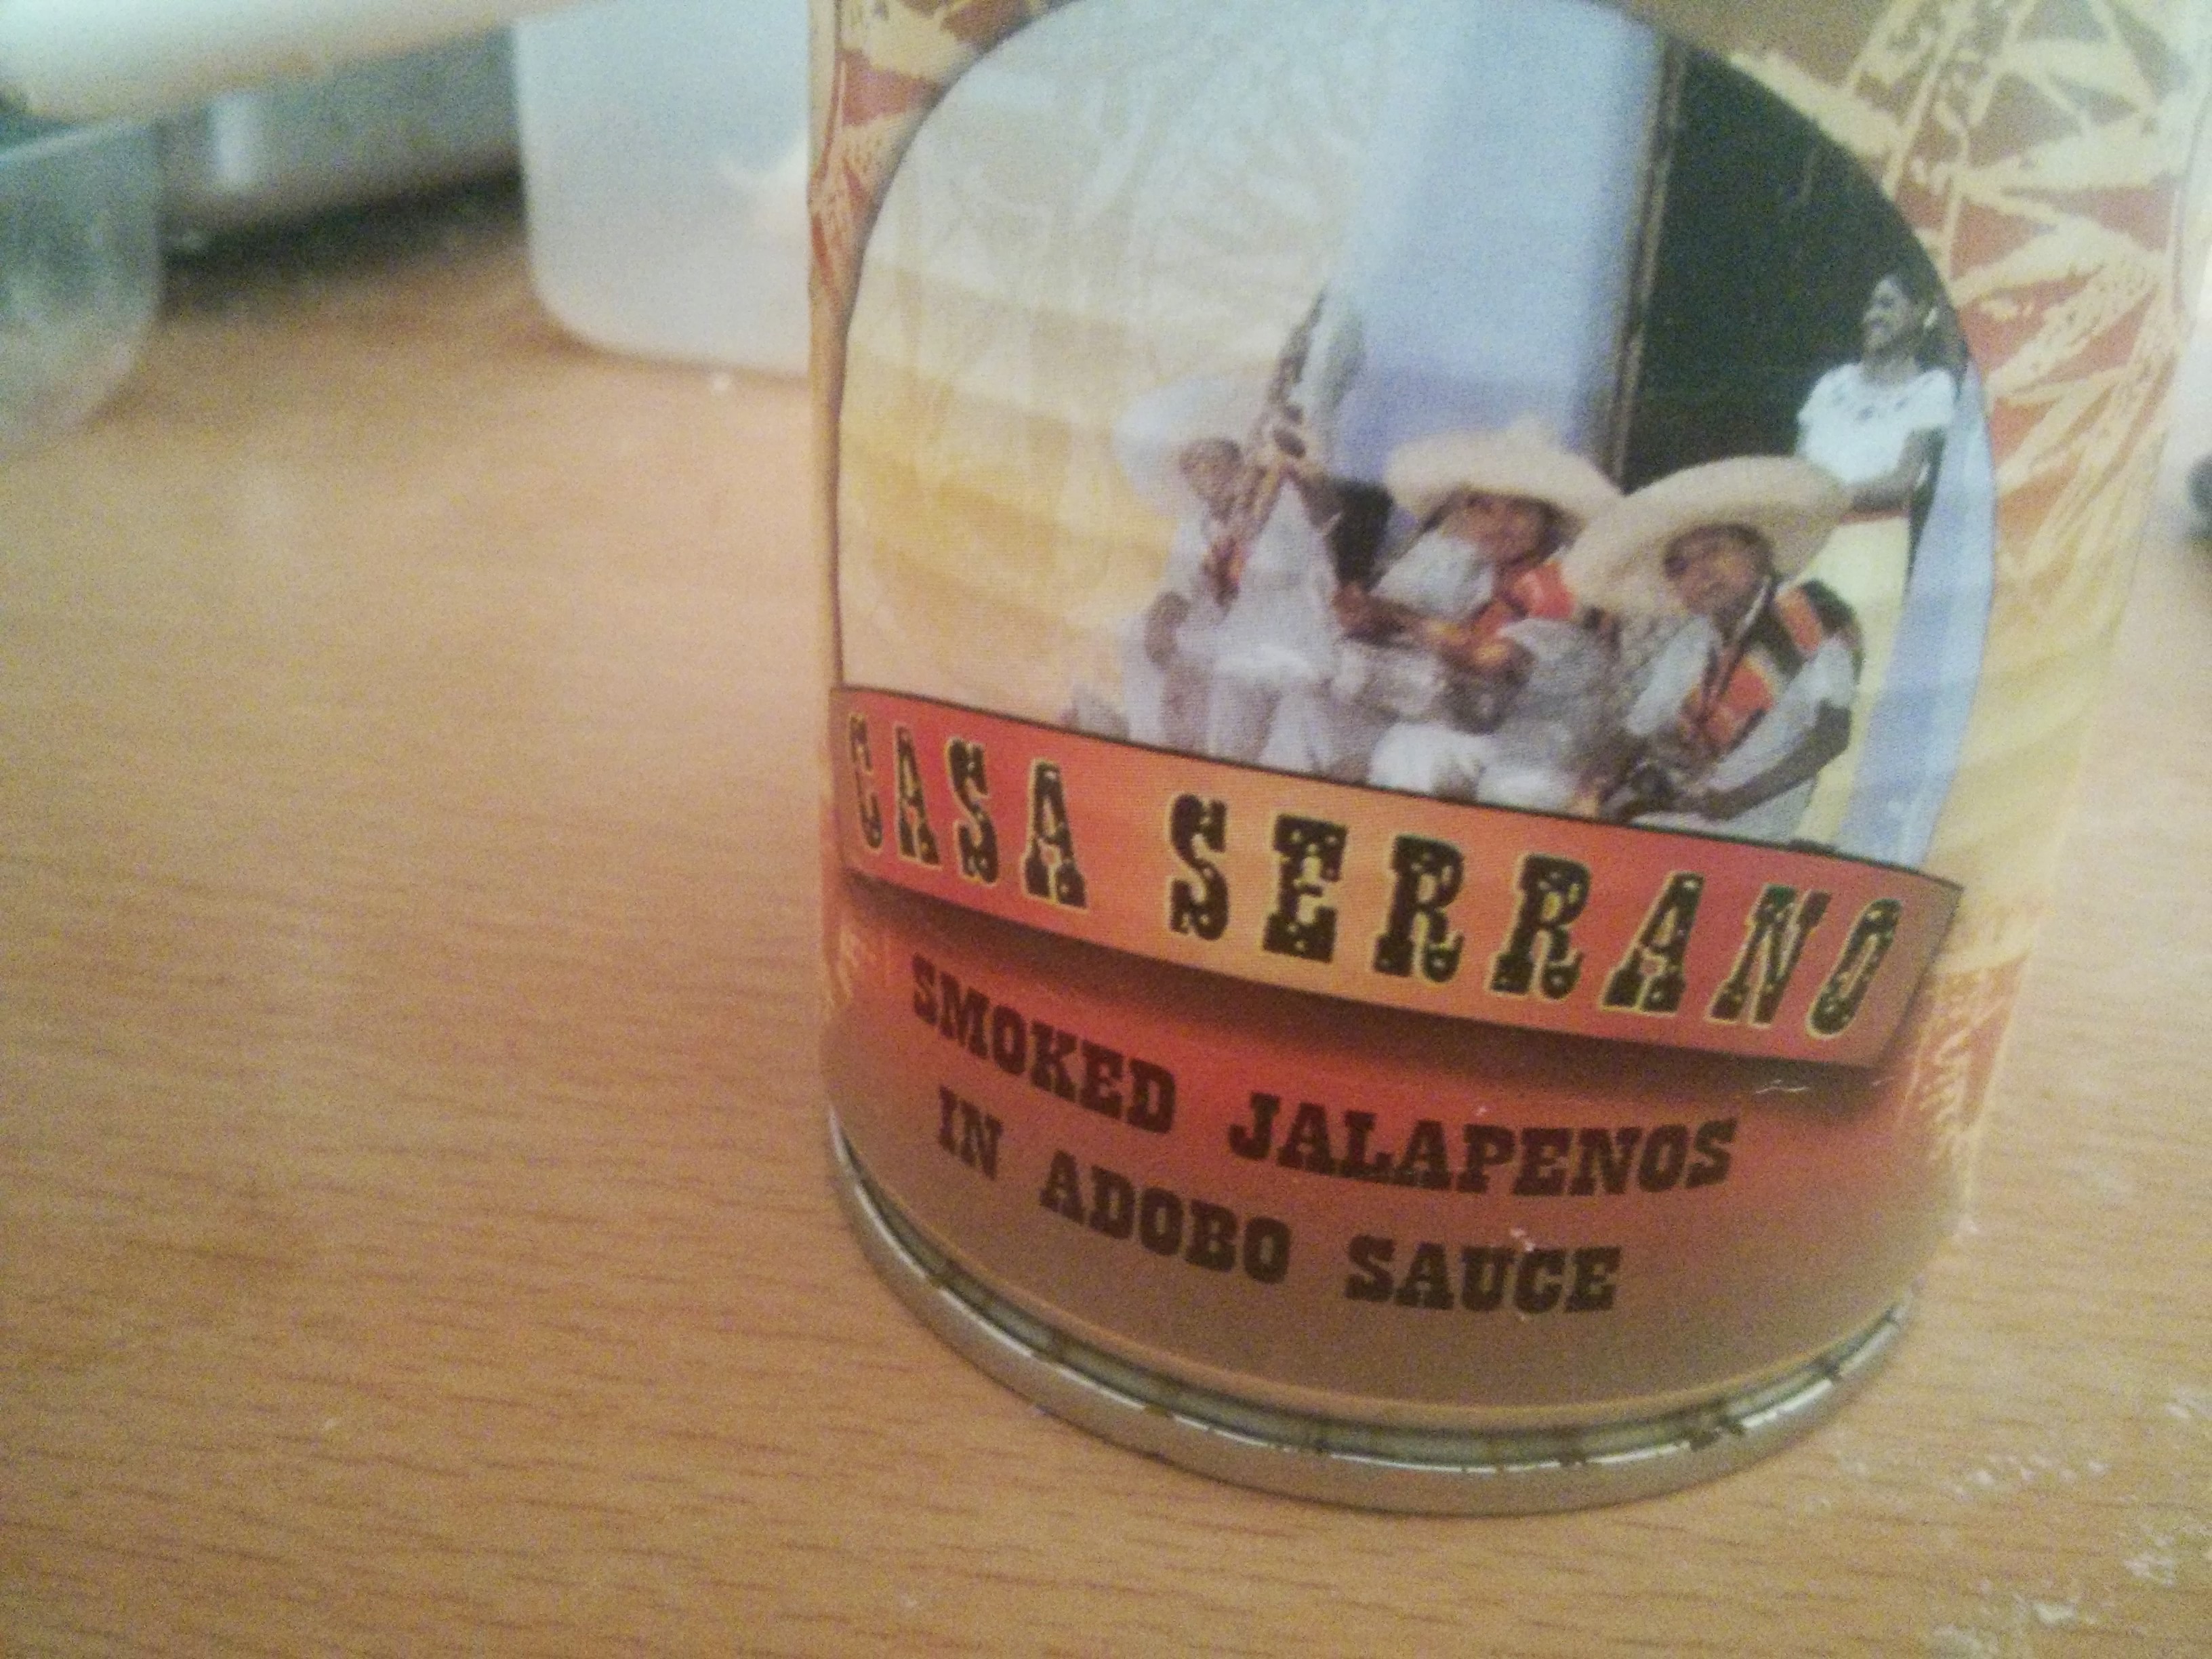 CASA SERRANO
SMOKED JALAPENOS
IN ADOBO SAUCE